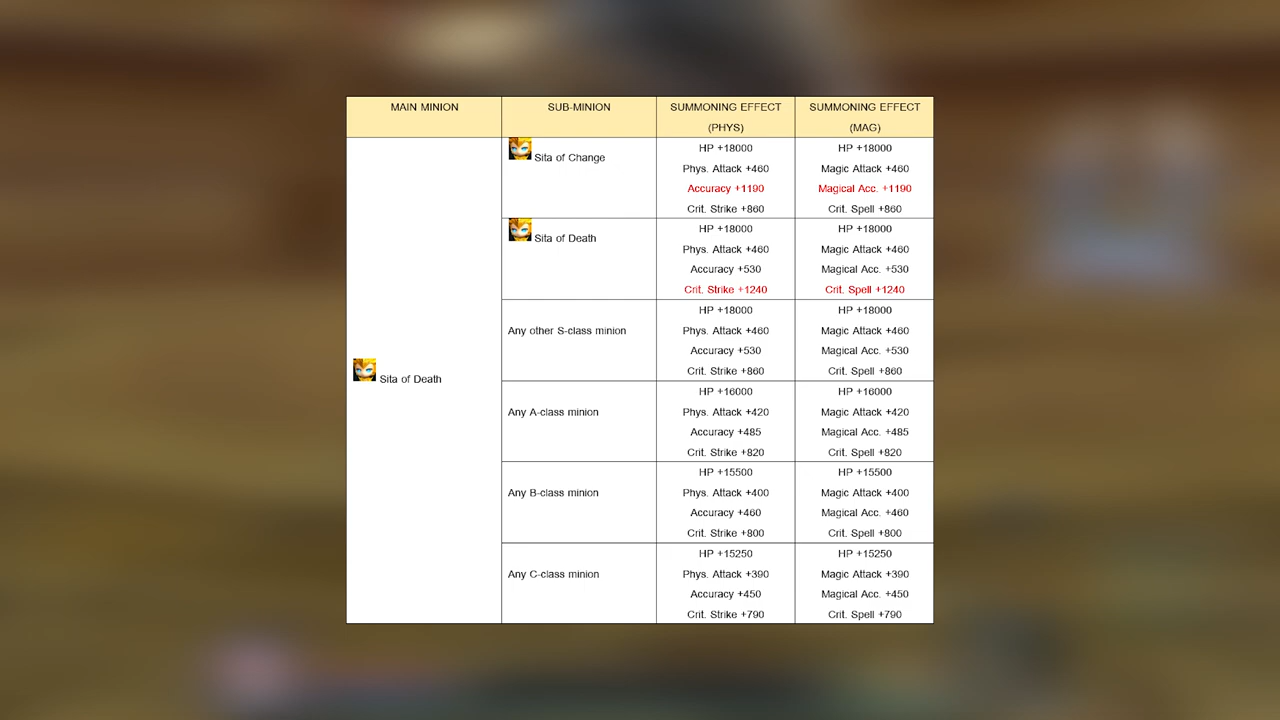 MAIN MINION
SUB-MINION
SUMMONING EFFECT
(PHYS)
SUMMONING EFFECT
(MAG)
Sita of Death
Sita of Change
HP +18000
Phys. Attack +460
Accuracy +1190
Crit. Strike +860
HP +18000
Magic Attack +460
Magical Acc. +1190
Crit. Spell +860
Sita of Death
HP +18000
Phys. Attack +460
Accuracy +530
Crit. Strike +1240
HP +18000
Magic Attack +460
Magical Acc. +530
Crit. Spell +1240
Any other S-class minion
HP +18000
Phys. Attack +460
Accuracy +530
Crit. Strike +860
HP +18000
Magic Attack +460
Magical Acc. +530
Crit. Spell +860
Any A-class minion
HP +16000
Phys. Attack +420
Accuracy +485
Crit. Strike +820
HP +16000
Magic Attack +420
Magical Acc. +485
Crit. Spell +820
Any B-class minion
HP +15500
Phys. Attack +400
Accuracy +460
Crit. Strike +800
HP +15500
Magic Attack +400
Magical Acc. +460
Crit. Spell +800
Any C-class minion
HP +15250
Phys. Attack +390
Accuracy +450
Crit. Strike +790
HP +15250
Magic Attack +390
Magical Acc. +450
Crit. Spell +790